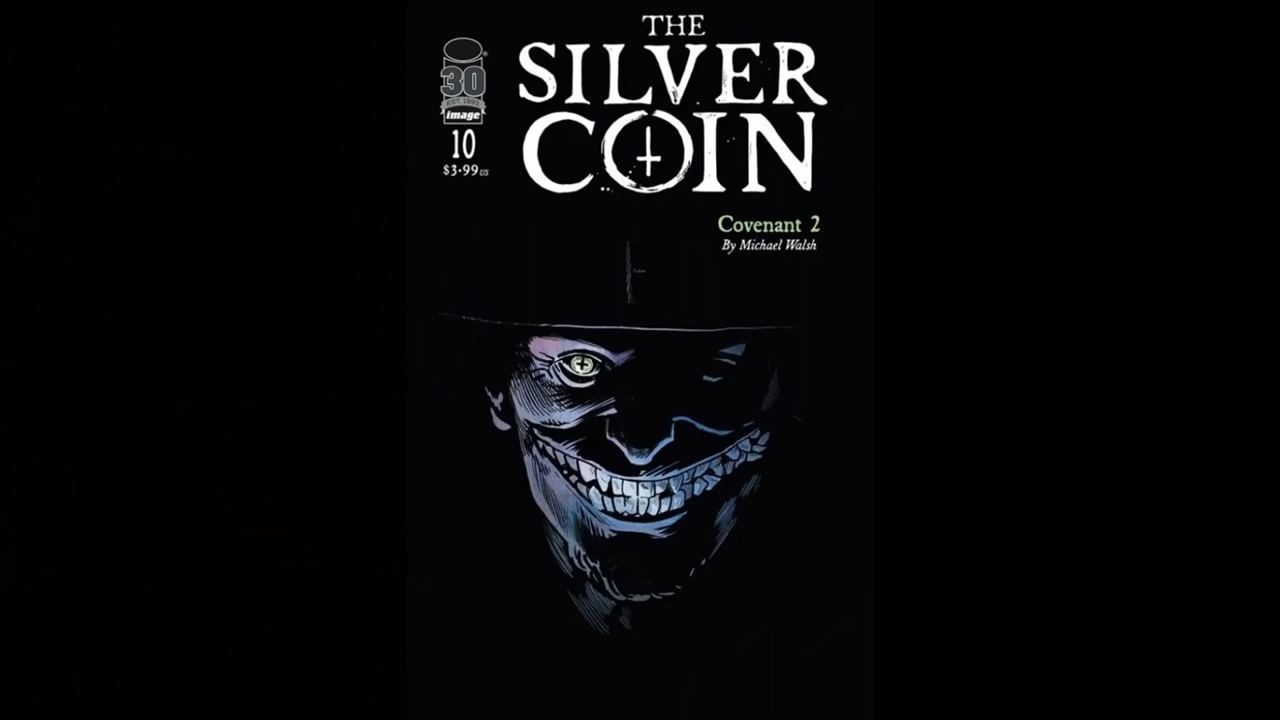 THE
SILVER
COIN
30
EST. 1992
image
10
$3.99 US
Covenant 2
By Michael Walsh